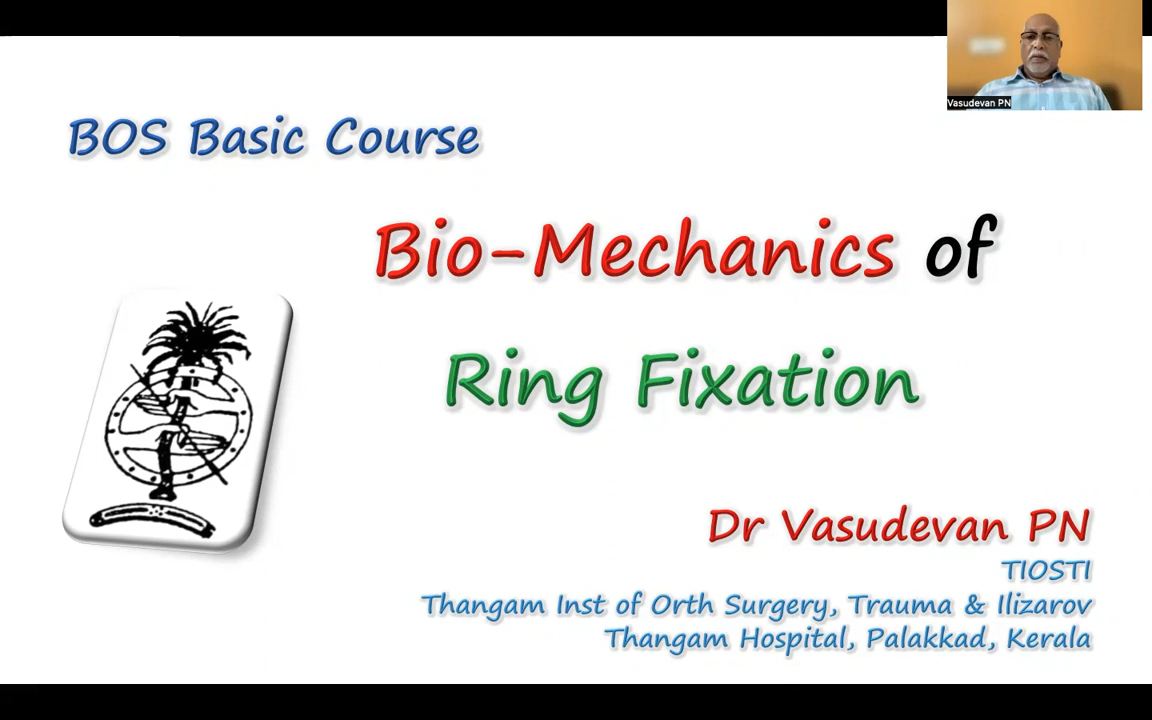 Vasudevan PN
BOS Basic Course
Bio-Mechanics of
Ring Fixation
Dr Vasudevan PN
TIOSTI
Thangam Inst of Orth Surgery, Trauma & Ilizarov
Thangam Hospital, Palakkad, Kerala